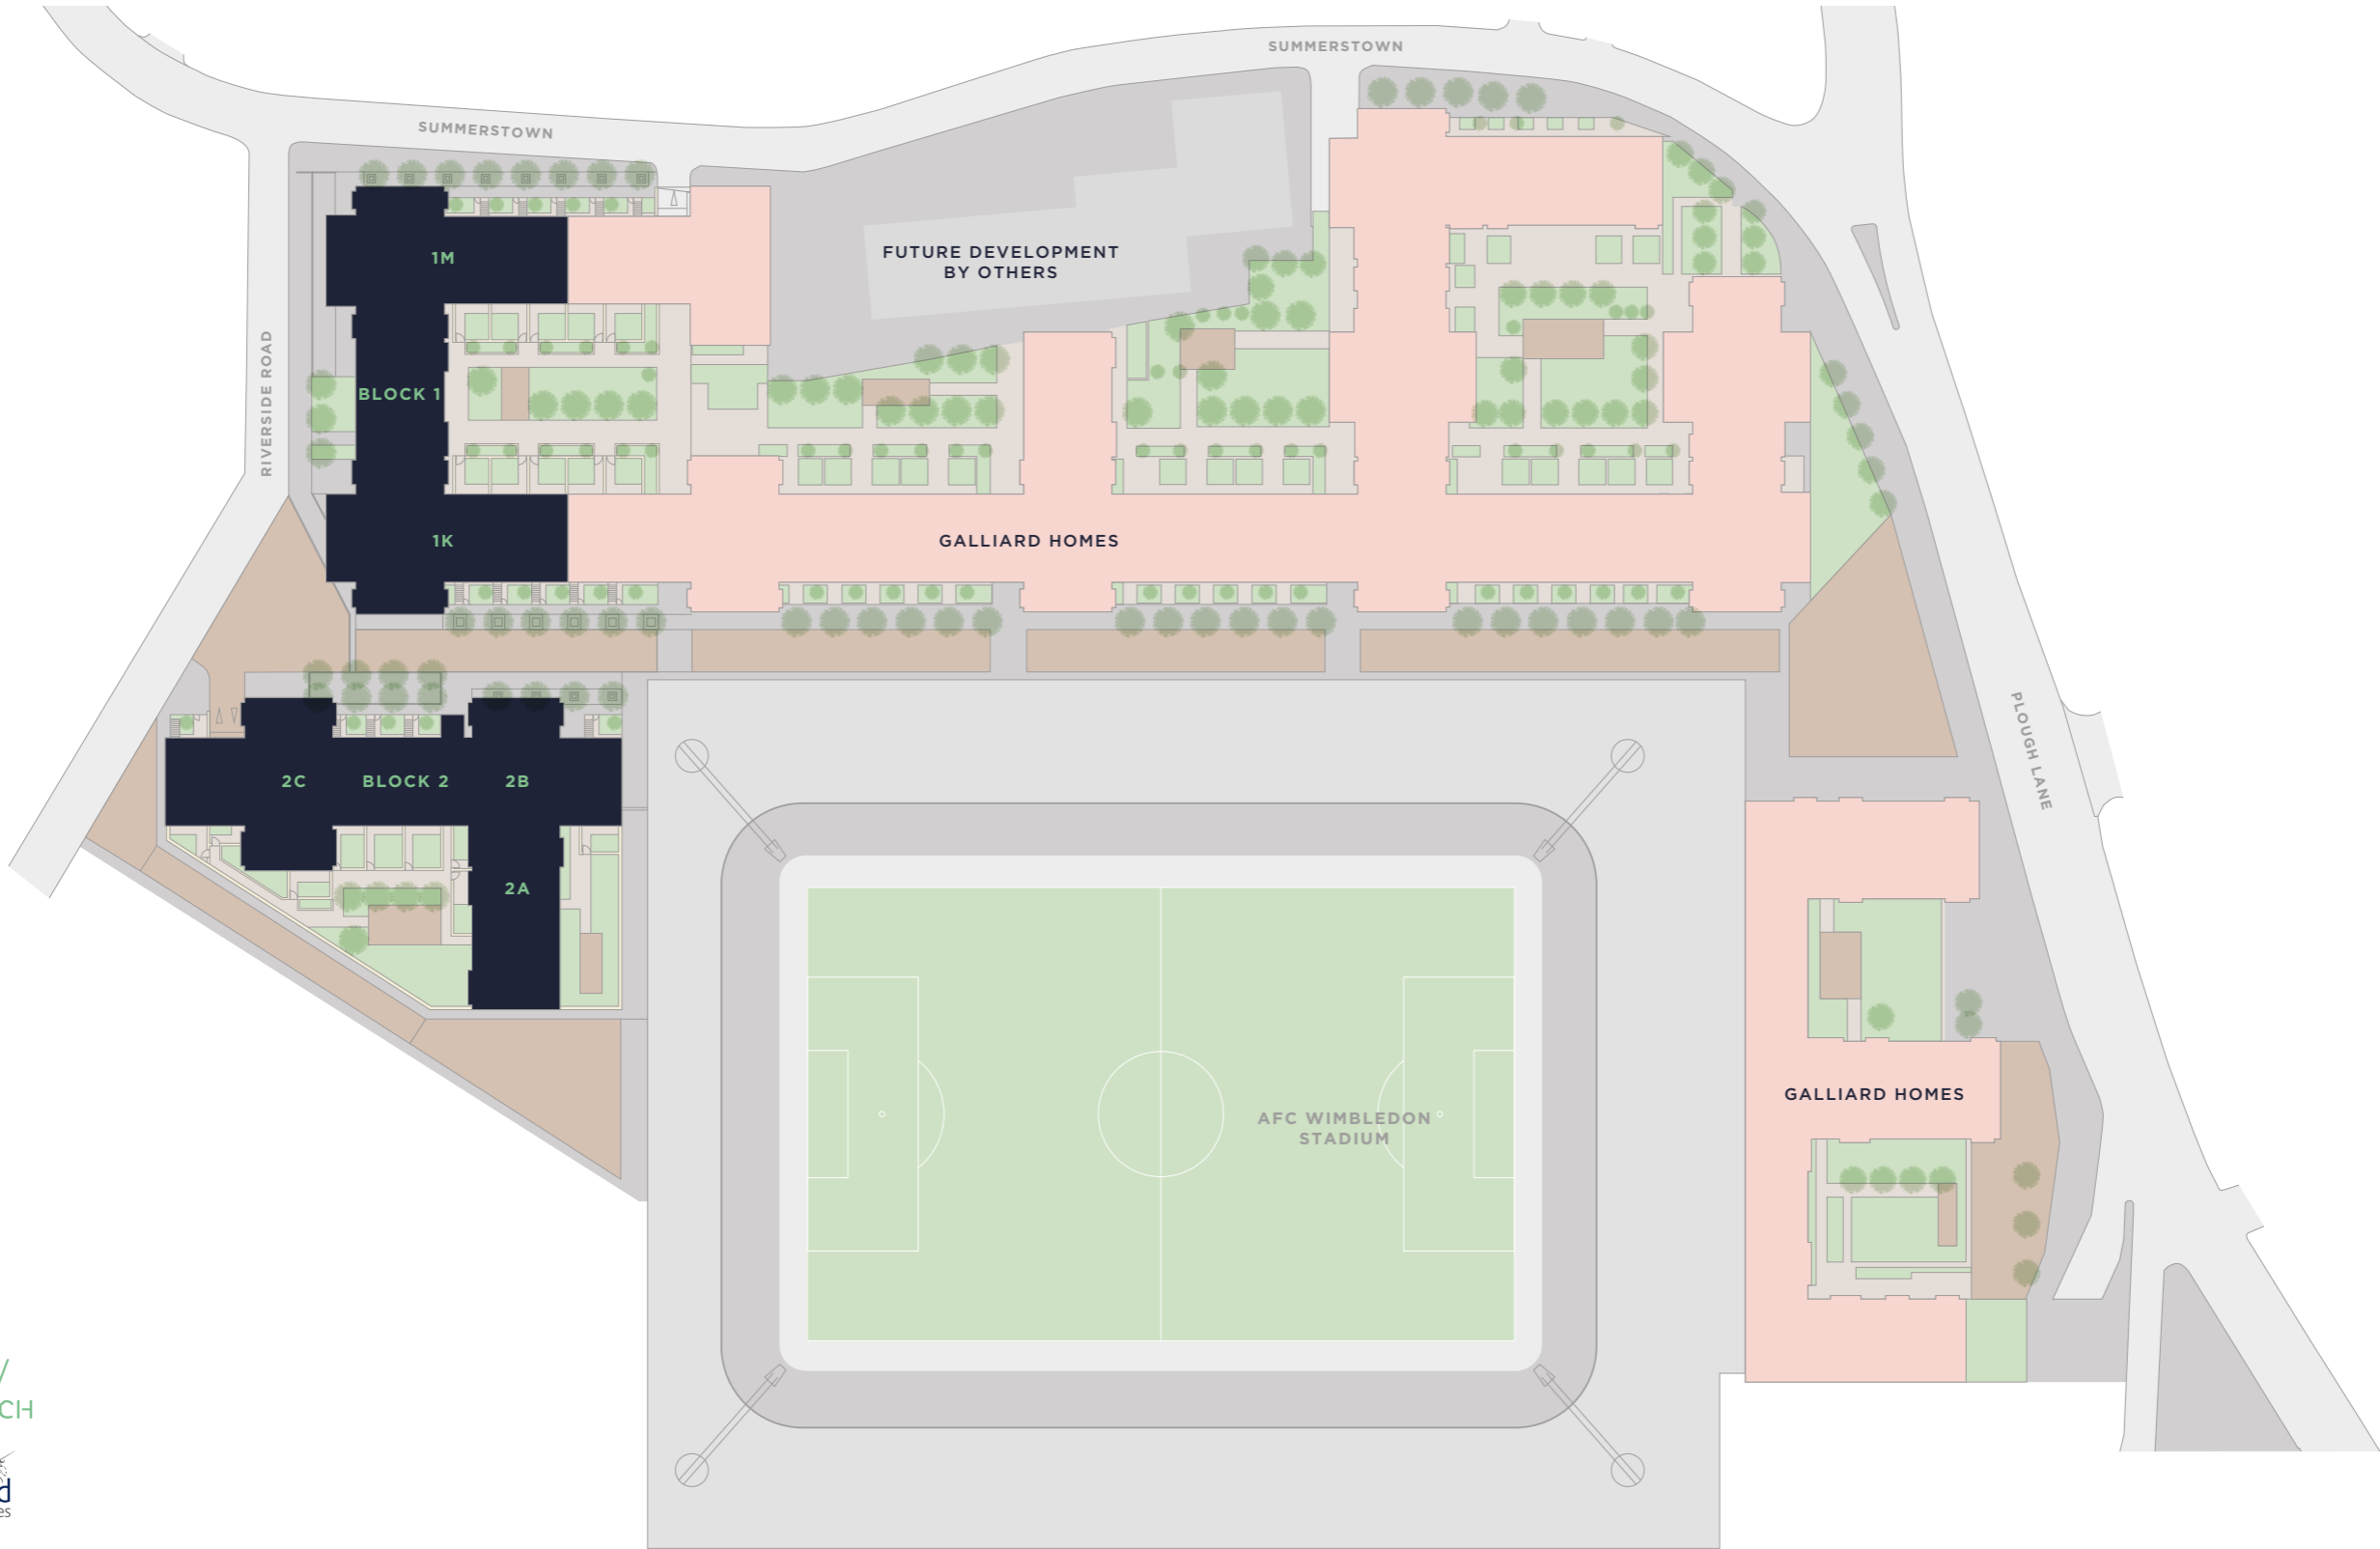 SUMMERSTOWN
SUMMERSTOWN
FUTURE DEVELOPMENT
BY OTHERS
1M
RIVERSIDE ROAD
BLOCK 1
1K
GALLIARD HOMES
PLOUGH LANE
2C
BLOCK 2
2B
2A
GALLIARD HOMES
AFC WIMBLEDON
STADIUM
CH
d
es